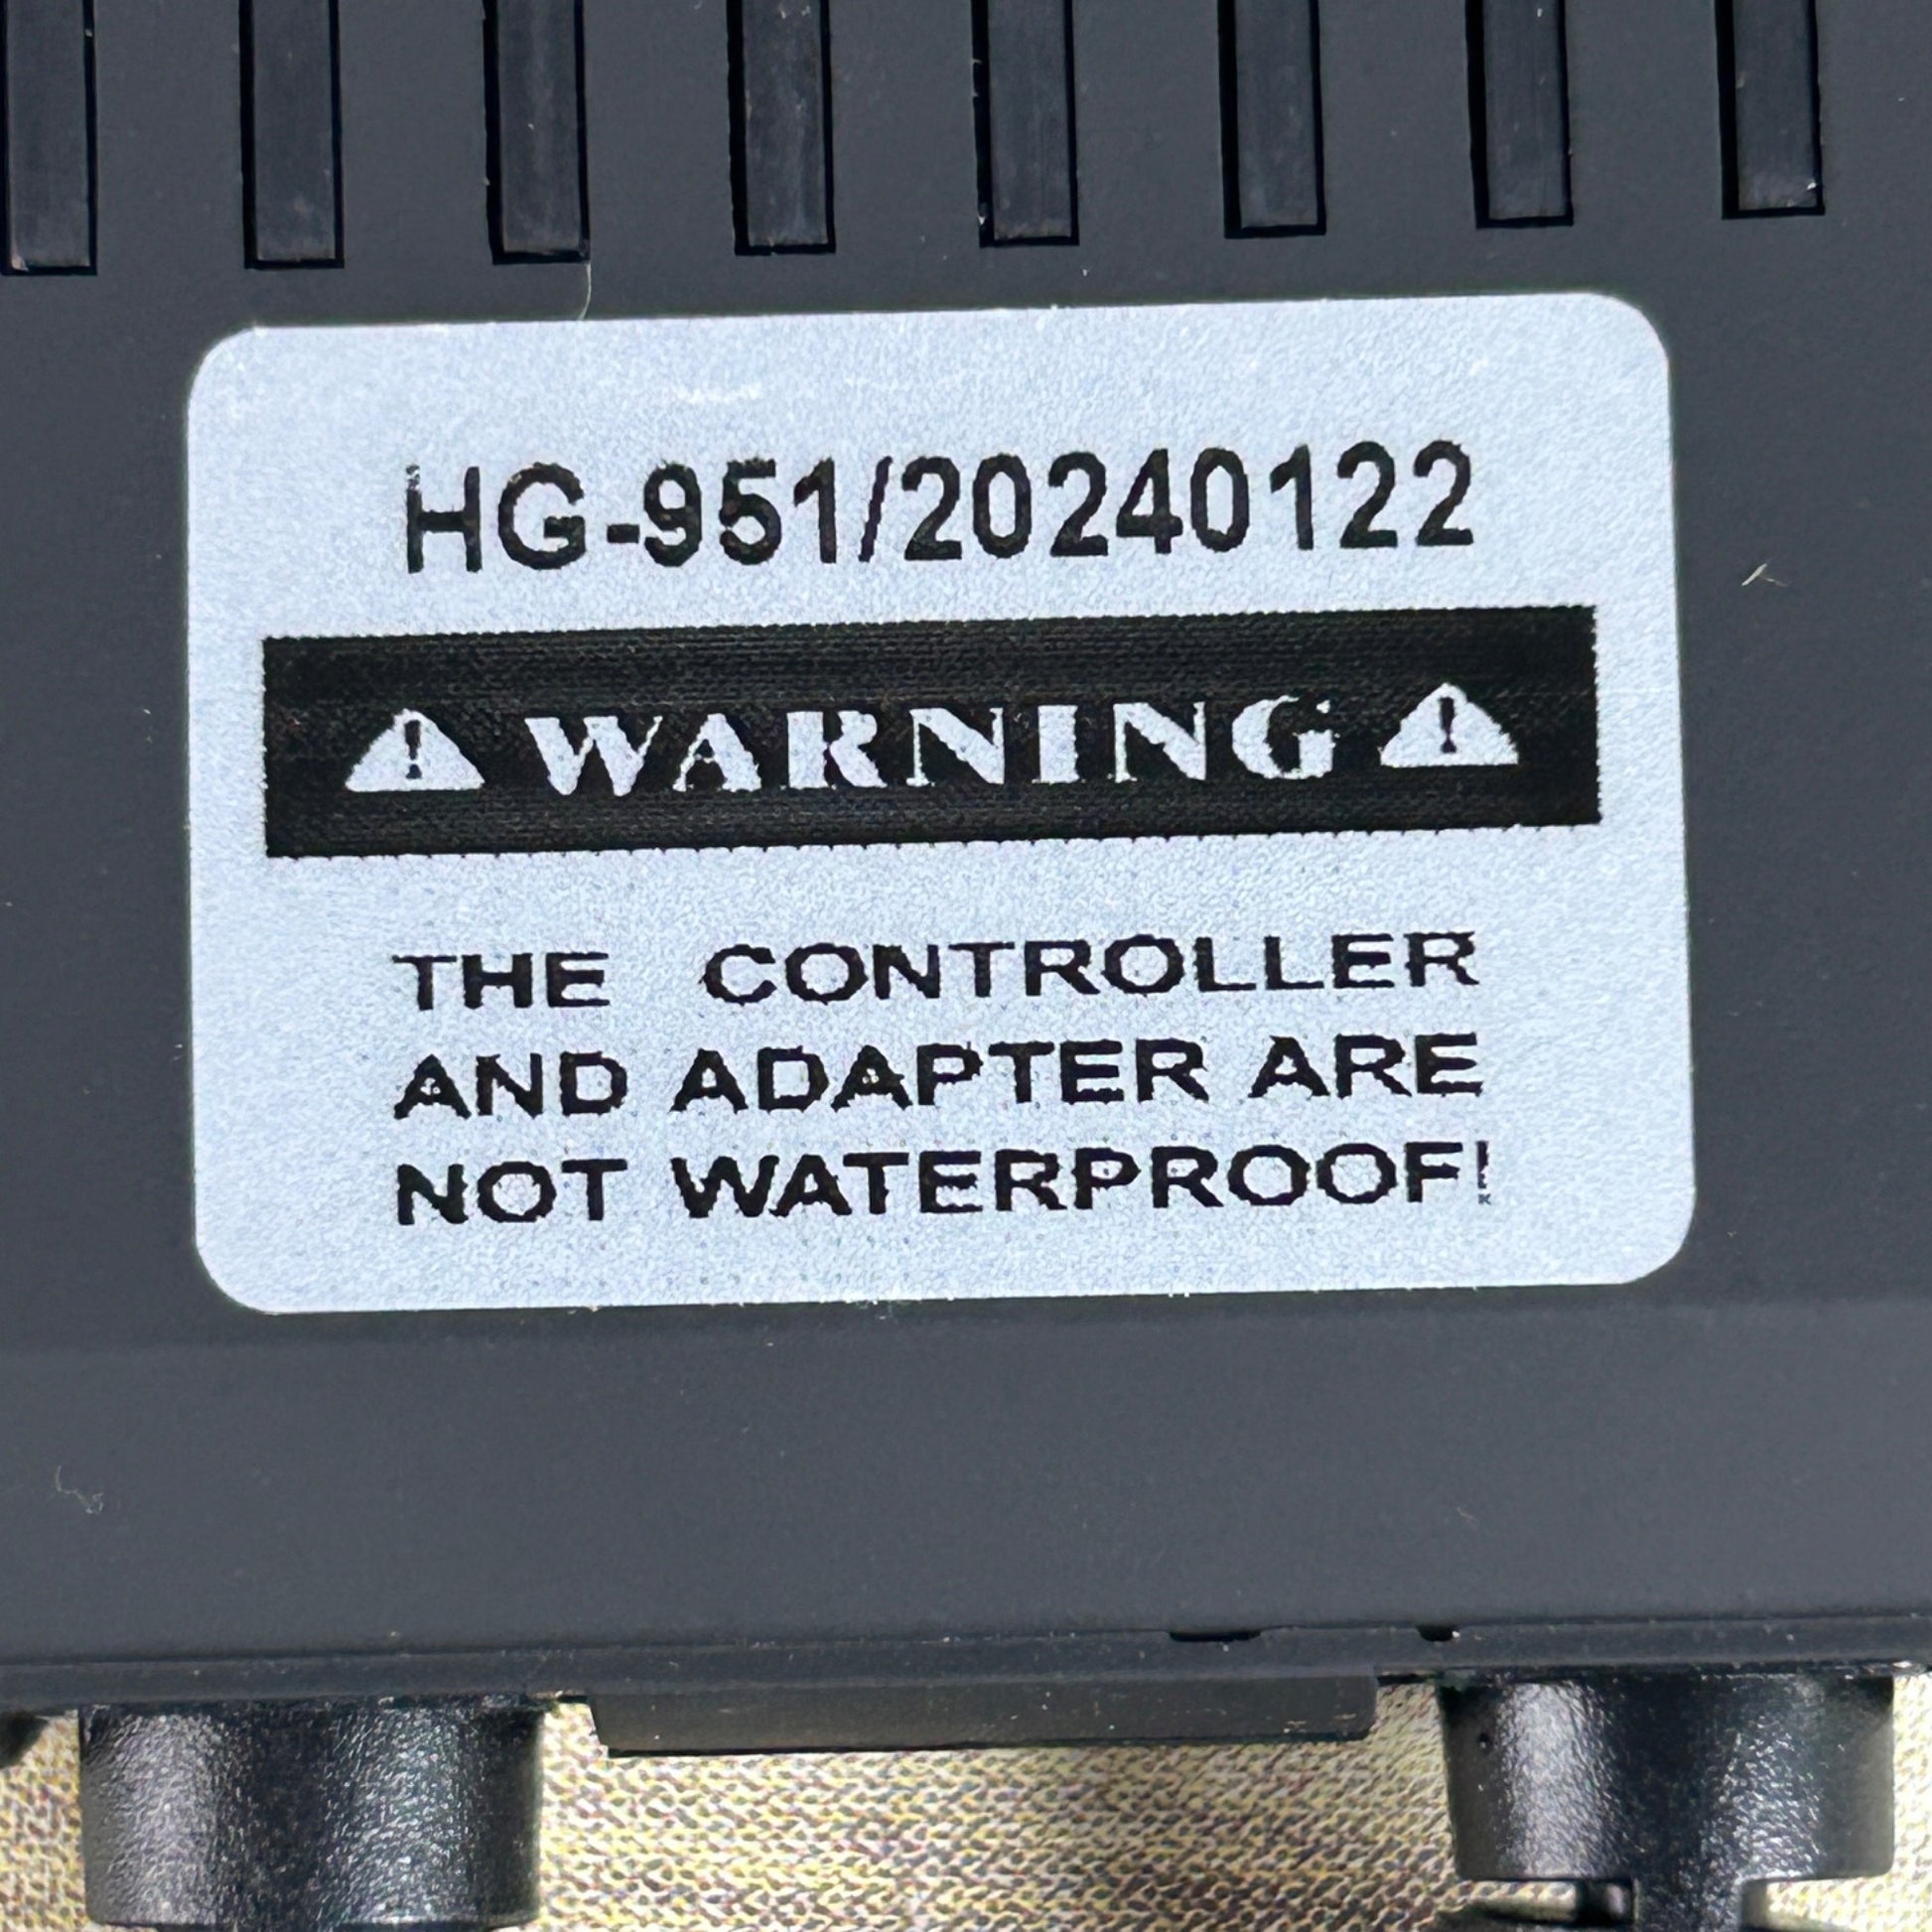 HG-951/20240122
WARNING
THE CONTROLLER
AND ADAPTER ARE
NOT WATERPROOF!